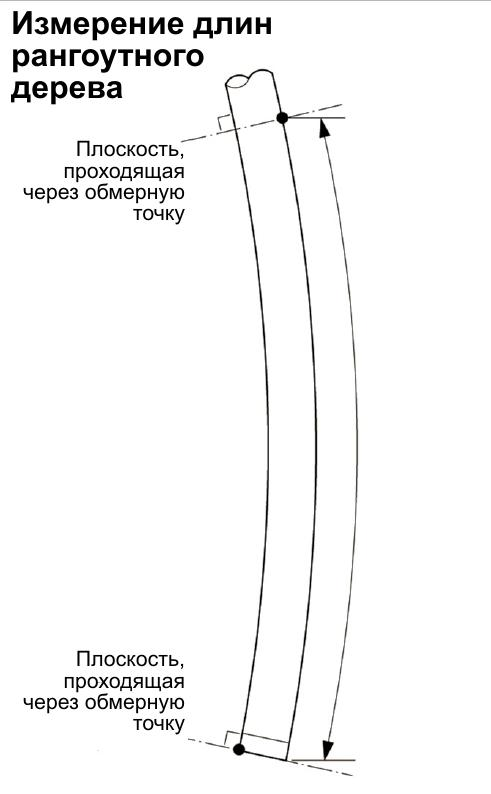 Измерение длин
рангоутного
дерева
Плоскость,
проходящая
через обмерную
точку
Плоскость,
проходящая
через обмерную
точку